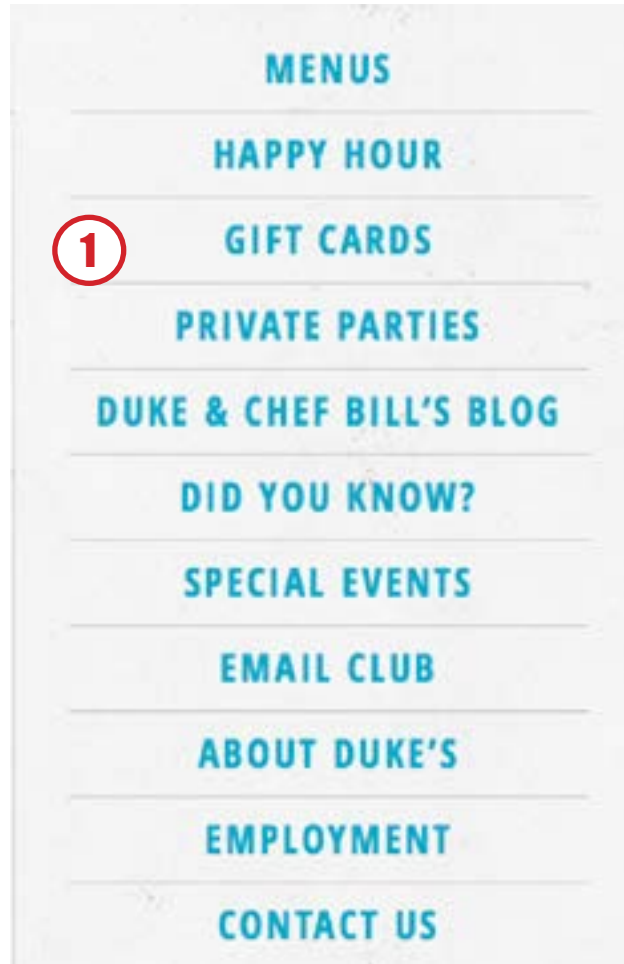 MENUS
HAPPY HOUR
1 GIFT CARDS
PRIVATE PARTIES
DUKE & CHEF BILL'S BLOG
DID YOU KNOW?
SPECIAL EVENTS
EMAIL CLUB
ABOUT DUKE'S
EMPLOYMENT
CONTACT US